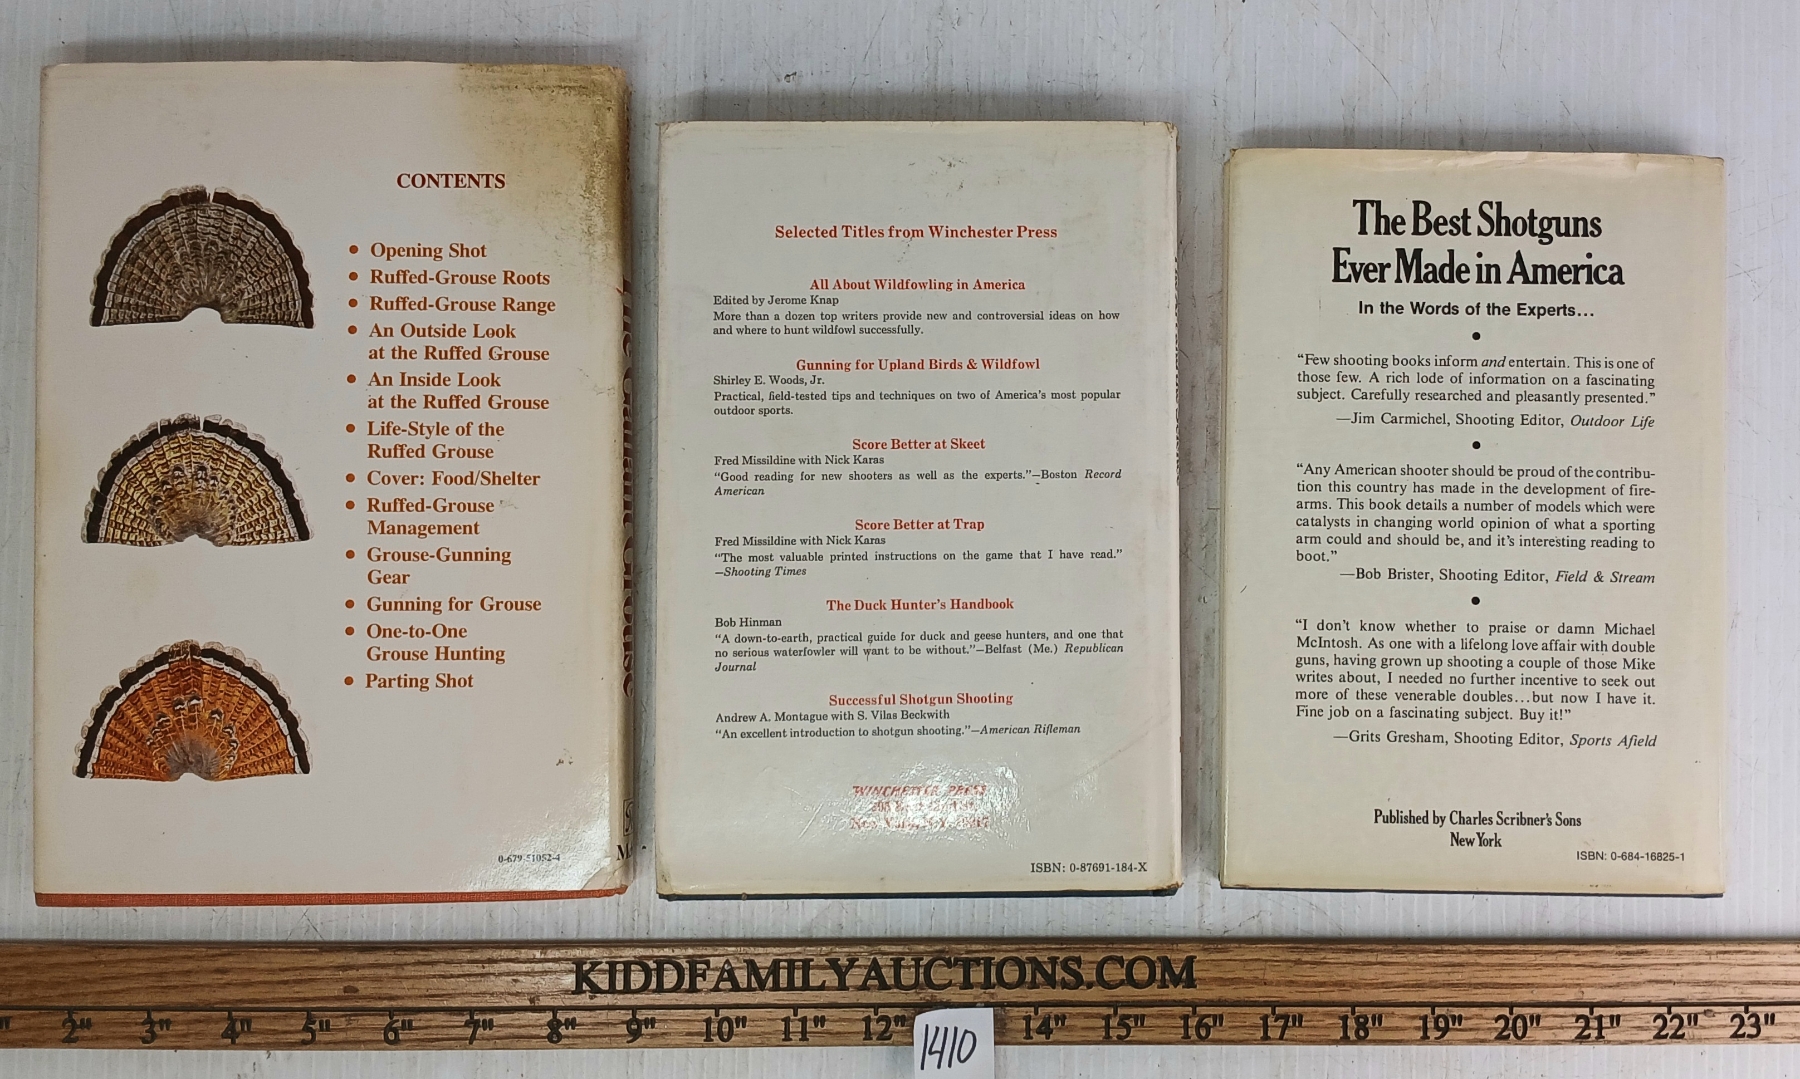 CONTENTS
• Opening Shot
• Ruffed-Grouse Roots
• Ruffed-Grouse Range
• An Outside Look
at the Ruffed Grouse
• An Inside Look
at the Ruffed Grouse
• Life-Style of the
Ruffed Grouse
• Cover: Food/Shelter
• Ruffed-Grouse
Management
• Grouse-Gunning
Gear
• Gunning for Grouse
• One-to-One
Grouse Hunting
• Parting Shot
0-679-51052-4
Selected Titles from Winchester Press
All About Wildfowling in America
Edited by Jerome Knap
More than a dozen top writers provide new and controversial ideas on how
and where to hunt wildfowl successfully.
Gunning for Upland Birds & Wildfowl
Shirley E. Woods, Jr.
Practical, field-tested tips and techniques on two of America's most popular
outdoor sports.
Score Better at Skeet
Fred Missildine with Nick Karas
“Good reading for new shooters as well as the experts.”—Boston Record
American
Score Better at Trap
Fred Missildine with Nick Karas
“The most valuable printed instructions on the game that I have read.”
—Shooting Times
The Duck Hunter's Handbook
Bob Hinman
“A down-to-earth, practical guide for duck and geese hunters, and one that
no serious waterfowler will want to be without.”—Belfast (Me.) Republican
Journal
Successful Shotgun Shooting
Andrew A. Montague with S. Vilas Beckwith
“An excellent introduction to shotgun shooting.”—American Rifleman
WINCHESTER PRESS
New York, N.Y.
ISBN: 0-87691-184-X
The Best Shotguns
Ever Made in America
In the Words of the Experts...
•
“Few shooting books inform and entertain. This is one of
those few. A rich lode of information on a fascinating
subject. Carefully researched and pleasantly presented.”
—Jim Carmichel, Shooting Editor, Outdoor Life
•
“Any American shooter should be proud of the contribu-
tion this country has made in the development of fire-
arms. This book details a number of models which were
catalysts in changing world opinion of what a sporting
arm could and should be, and it's interesting reading to
boot.”
—Bob Brister, Shooting Editor, Field & Stream
•
“I don't know whether to praise or damn Michael
McIntosh. As one with a lifelong love affair with double
guns, having grown up shooting a couple of those Mike
writes about, I needed no further incentive to seek out
more of these venerable doubles...but now I have it.
Fine job on a fascinating subject. Buy it!”
—Grits Gresham, Shooting Editor, Sports Afield
Published by Charles Scribner's Sons
New York
ISBN: 0-684-16825-1
KIDDFAMILYAUCTIONS.COM
2" 3" 4" 5" 6" 7" 8" 9" 10" 11" 12" 14" 15" 16" 17" 18" 19" 20" 21" 22" 23"
1410